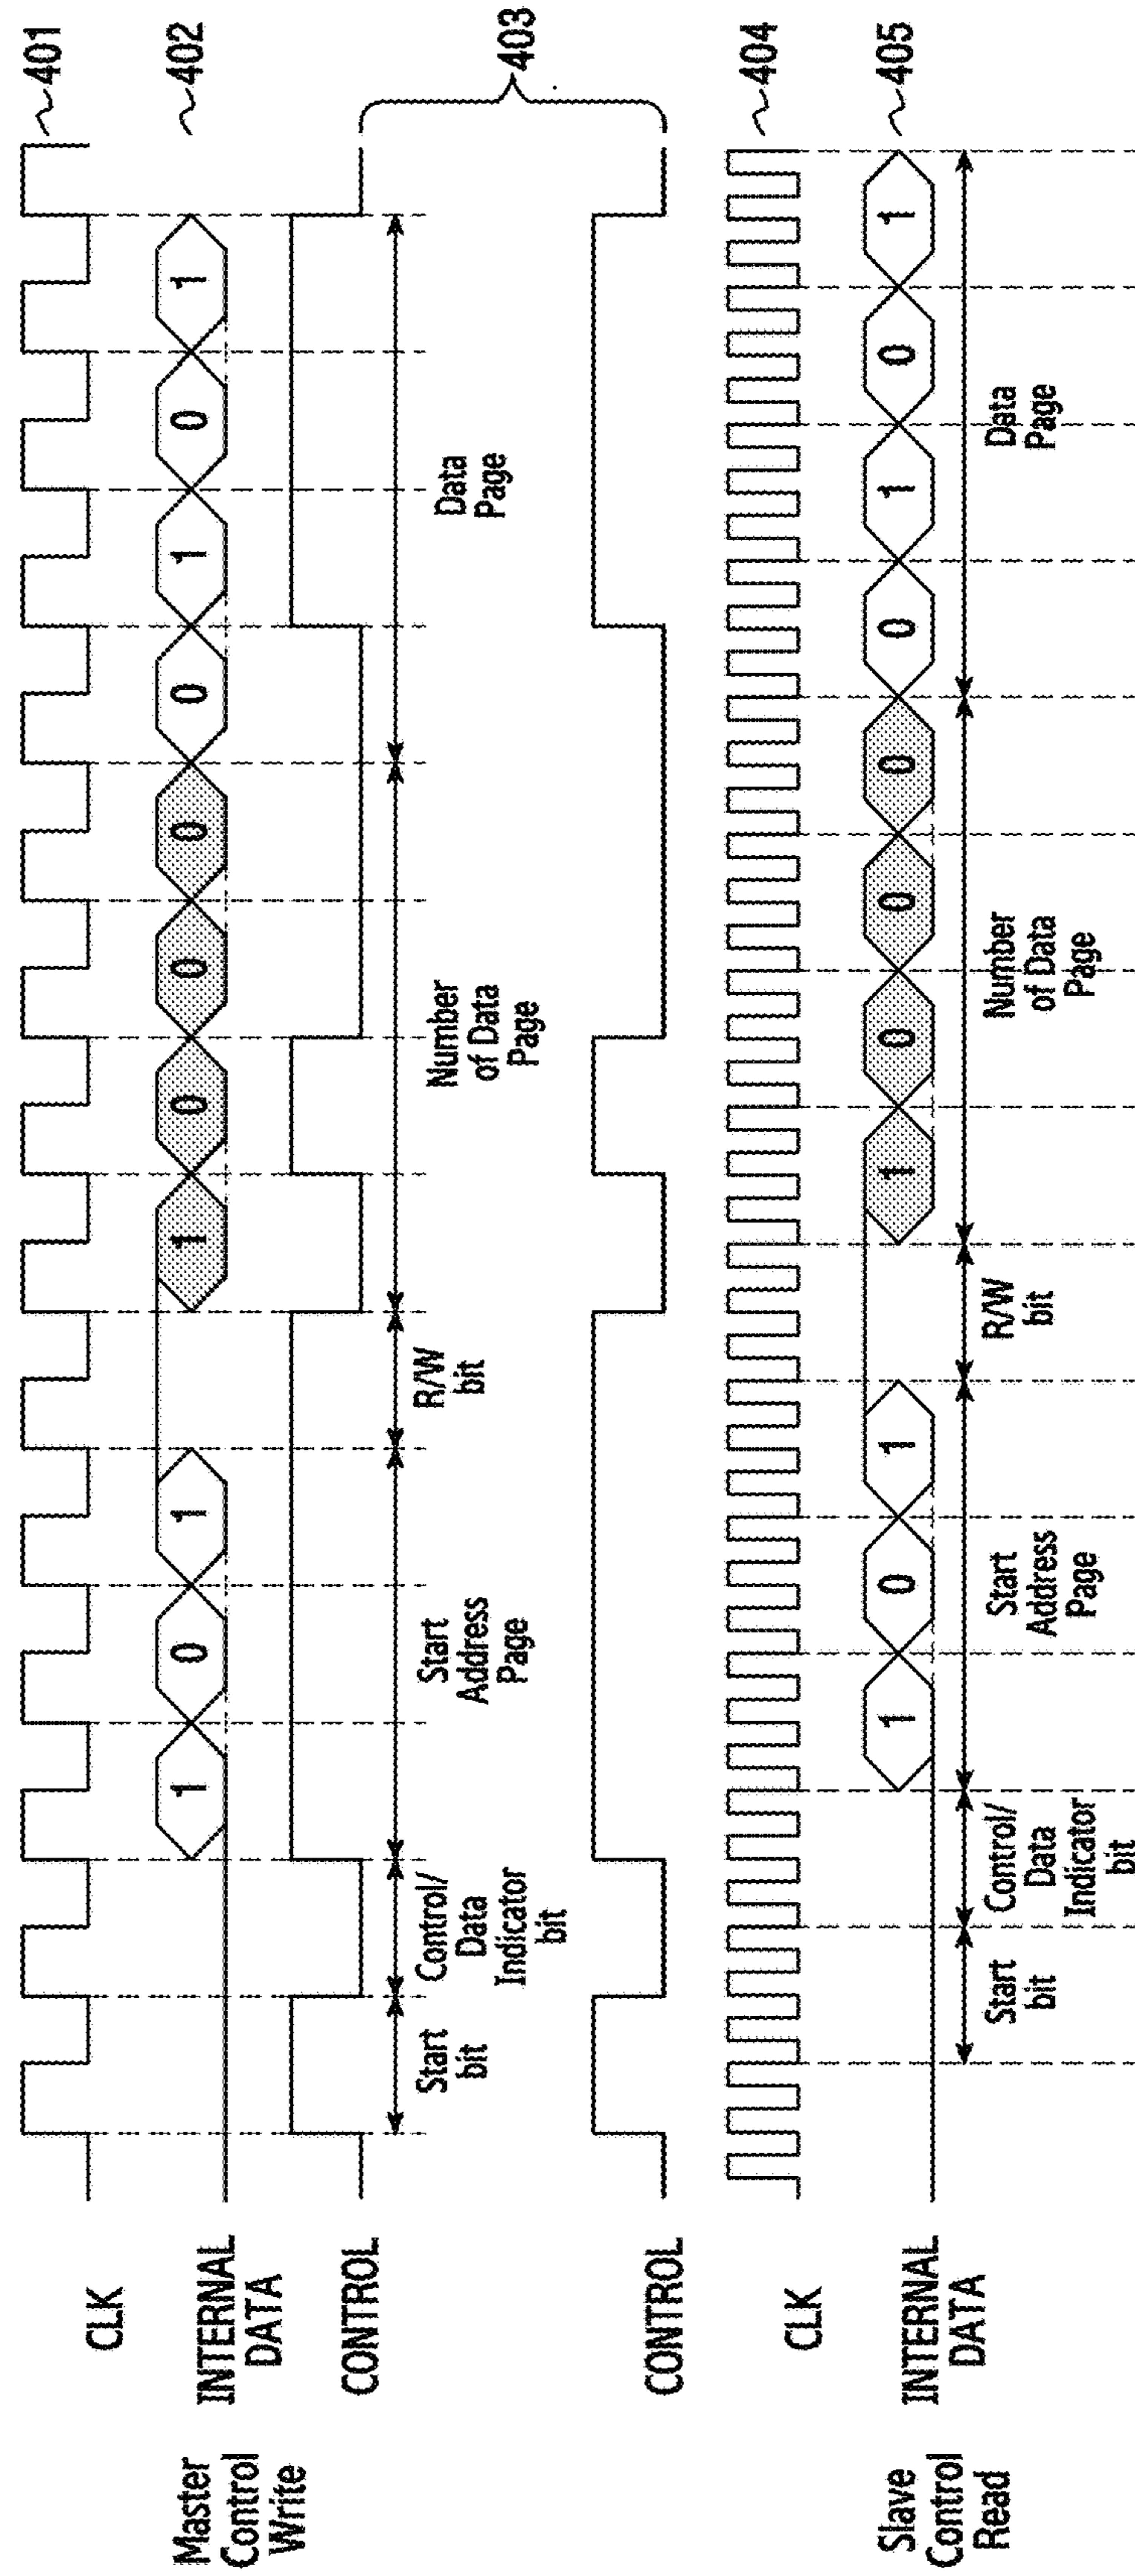 CLK
401
Master
Control
Write
INTERNAL
DATA
1 0 1 1 0 0 0 0 1 0 1
402
CONTROL
Start
bit
Control/
Data
Indicator
bit
Start
Address
Page
R/W
bit
Number
of Data
Page
Data
Page
403
CONTROL
CLK
404
Slave
Control
Read
INTERNAL
DATA
1 0 1 1 0 0 0 0 1 0 1
405
Start
bit
Control/
Data
Indicator
bit
Start
Address
Page
R/W
bit
Number
of Data
Page
Data
Page